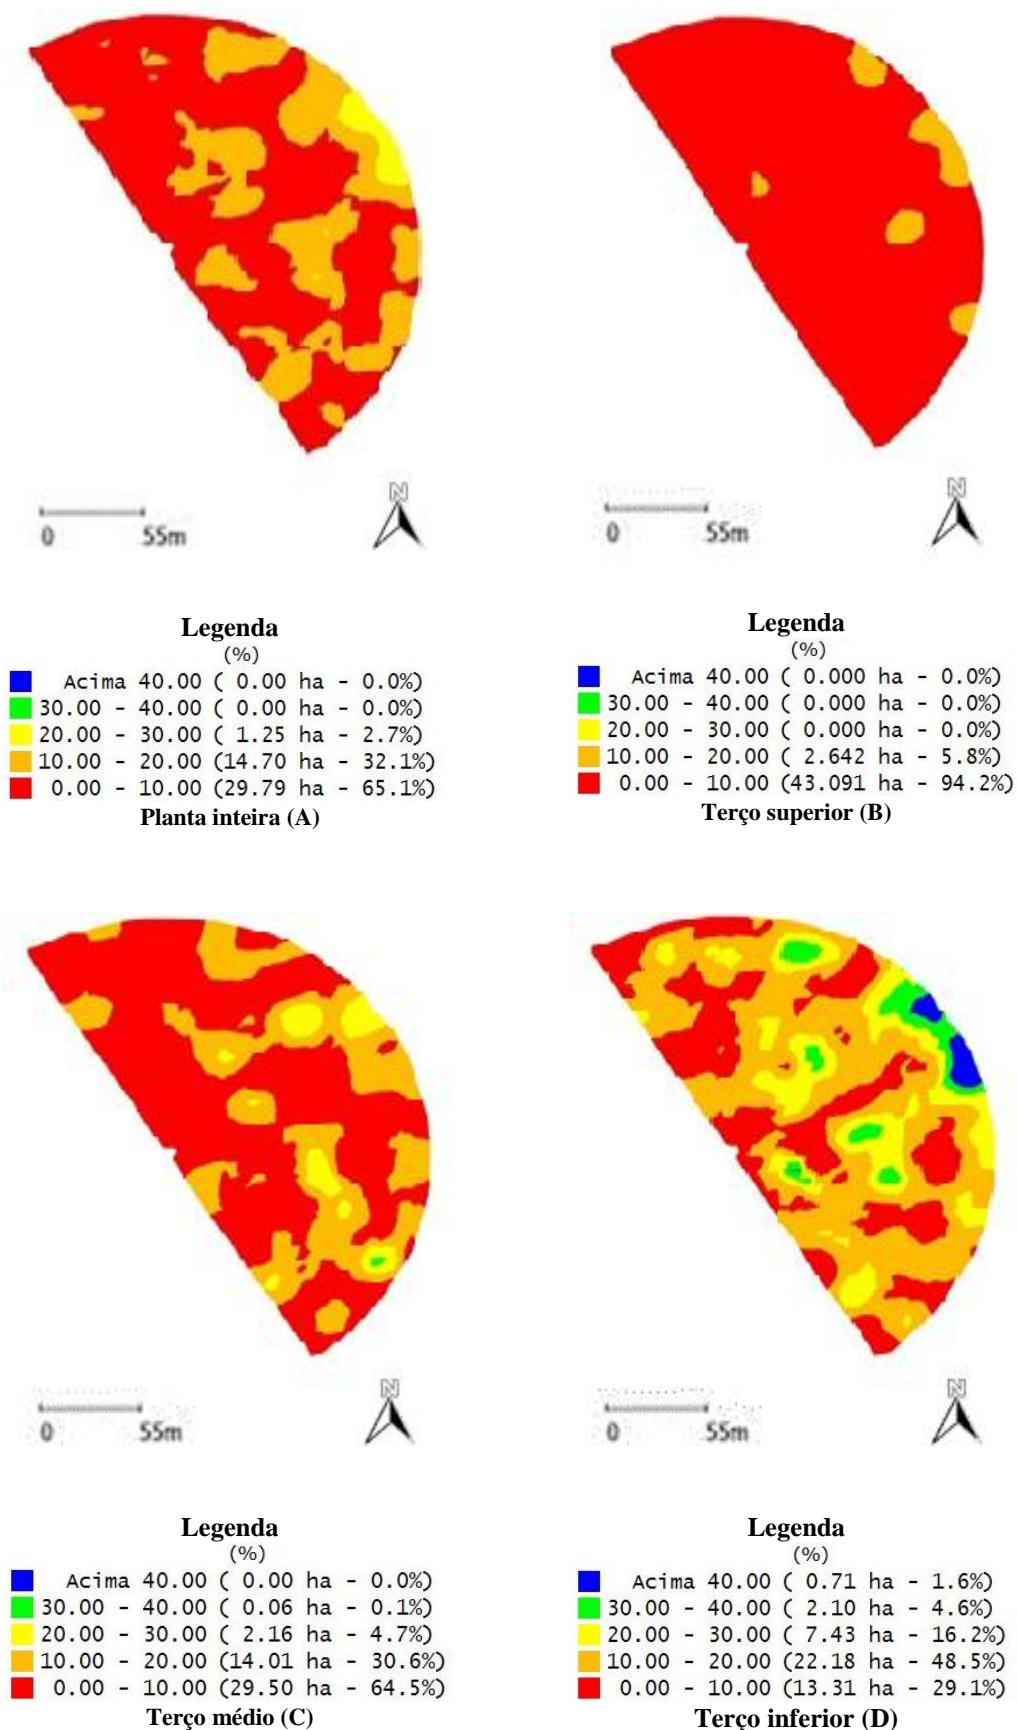 N
0 55m
Legenda
(%)
Acima 40.00 ( 0.00 ha - 0.0%)
30.00 - 40.00 ( 0.00 ha - 0.0%)
20.00 - 30.00 ( 1.25 ha - 2.7%)
10.00 - 20.00 (14.70 ha - 32.1%)
0.00 - 10.00 (29.79 ha - 65.1%)
Planta inteira (A)
N
0 55m
Legenda
(%)
Acima 40.00 ( 0.000 ha - 0.0%)
30.00 - 40.00 ( 0.000 ha - 0.0%)
20.00 - 30.00 ( 0.000 ha - 0.0%)
10.00 - 20.00 ( 2.642 ha - 5.8%)
0.00 - 10.00 (43.091 ha - 94.2%)
Terço superior (B)
N
0 55m
Legenda
(%)
Acima 40.00 ( 0.00 ha - 0.0%)
30.00 - 40.00 ( 0.06 ha - 0.1%)
20.00 - 30.00 ( 2.16 ha - 4.7%)
10.00 - 20.00 (14.01 ha - 30.6%)
0.00 - 10.00 (29.50 ha - 64.5%)
Terço médio (C)
N
0 55m
Legenda
(%)
Acima 40.00 ( 0.71 ha - 1.6%)
30.00 - 40.00 ( 2.10 ha - 4.6%)
20.00 - 30.00 ( 7.43 ha - 16.2%)
10.00 - 20.00 (22.18 ha - 48.5%)
0.00 - 10.00 (13.31 ha - 29.1%)
Terço inferior (D)